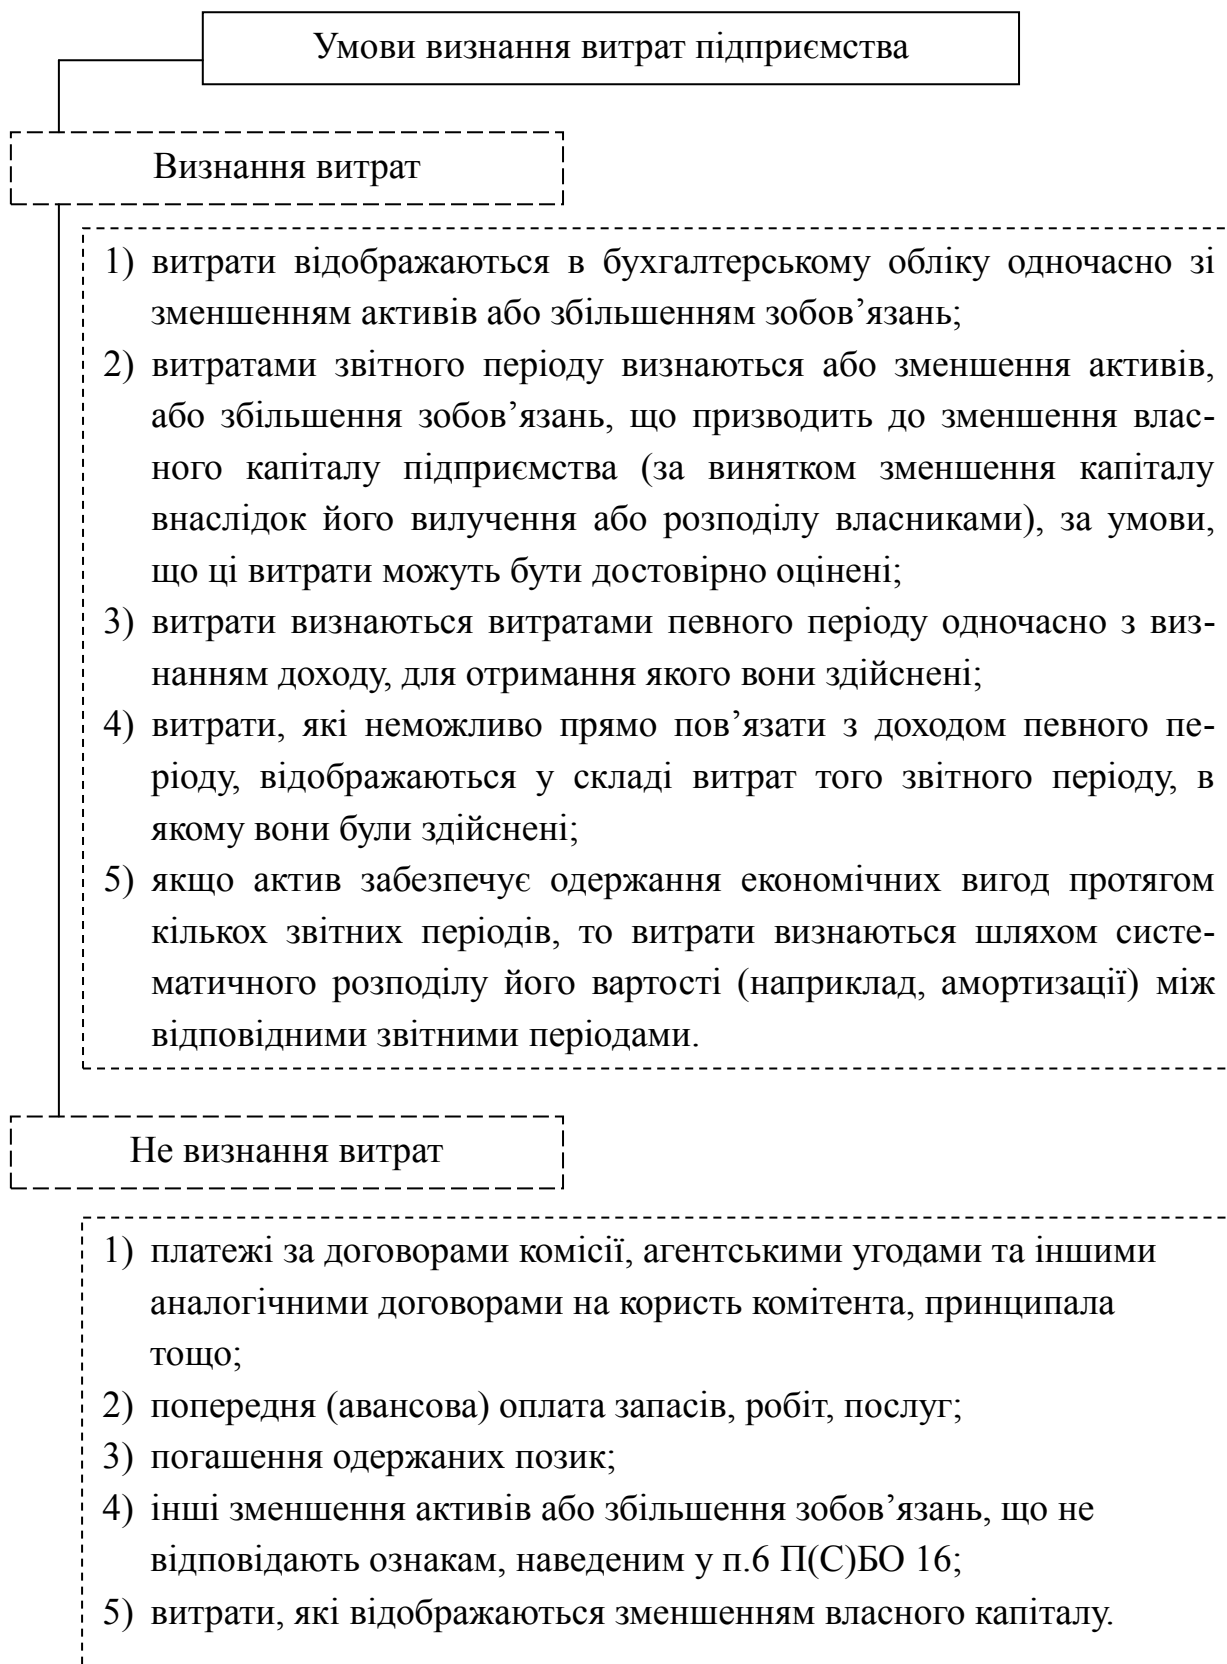 Умови визнання витрат підприємства
Визнання витрат
1) витрати відображаються в бухгалтерському обліку одночасно зі
зменшенням активів або збільшенням зобов’язань;
2) витратами звітного періоду визнаються або зменшення активів,
або збільшення зобов’язань, що призводить до зменшення влас-
ного капіталу підприємства (за винятком зменшення капіталу
внаслідок його вилучення або розподілу власниками), за умови,
що ці витрати можуть бути достовірно оцінені;
3) витрати визнаються витратами певного періоду одночасно з виз-
нанням доходу, для отримання якого вони здійснені;
4) витрати, які неможливо прямо пов’язати з доходом певного пе-
ріоду, відображаються у складі витрат того звітного періоду, в
якому вони були здійснені;
5) якщо актив забезпечує одержання економічних вигод протягом
кількох звітних періодів, то витрати визнаються шляхом систе-
матичного розподілу його вартості (наприклад, амортизації) між
відповідними звітними періодами.
Не визнання витрат
1) платежі за договорами комісії, агентськими угодами та іншими
аналогічними договорами на користь комітента, принципала
тощо;
2) попередня (авансова) оплата запасів, робіт, послуг;
3) погашення одержаних позик;
4) інші зменшення активів або збільшення зобов’язань, що не
відповідають ознакам, наведеним у п.6 П(С)БО 16;
5) витрати, які відображаються зменшенням власного капіталу.